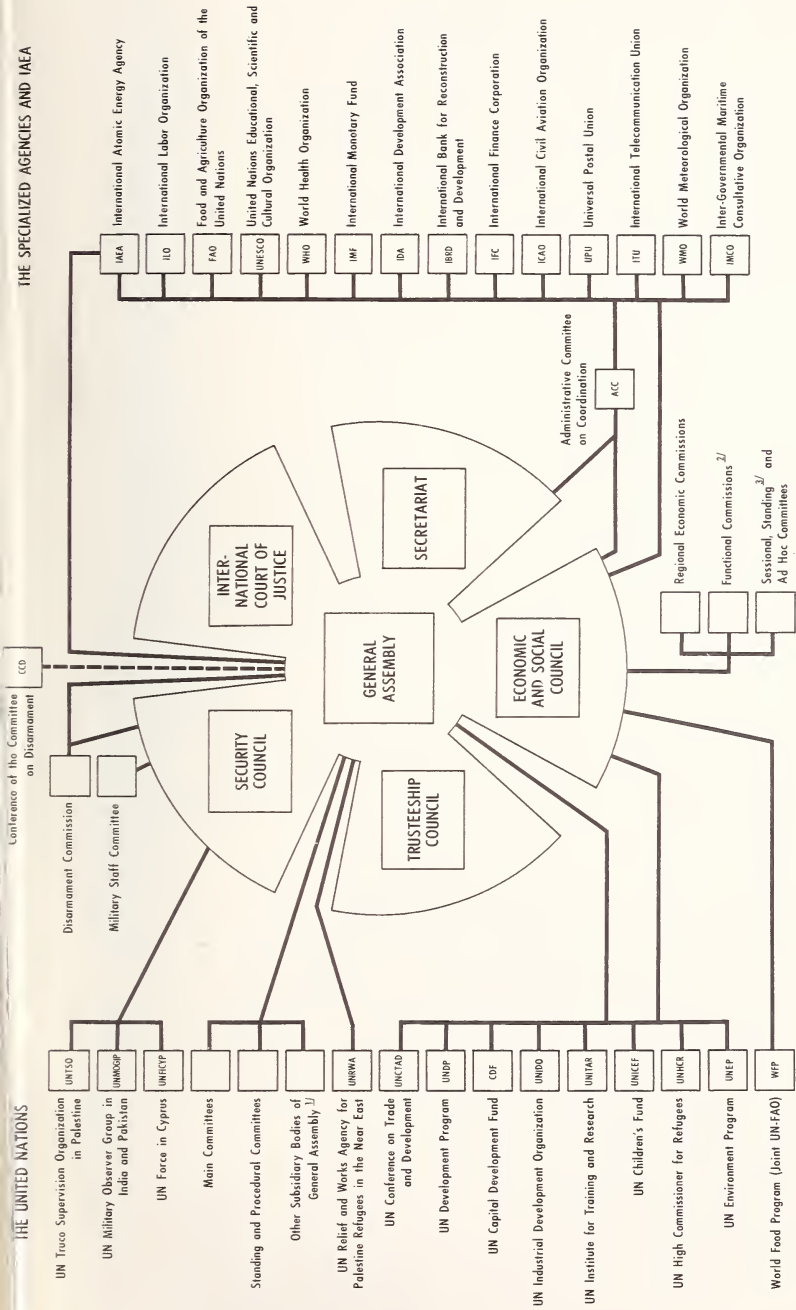 THE UNITED NATIONS
THE SPECIALIZED AGENCIES AND IAEA
Conference of the Committee
on Disarmament
CCD
Disarmament Commission
Military Staff Committee
UN Truco Supervision Organization
in Palestine
UNTSO
UN Military Observer Group in
India and Pakistan
UNMOGIP
UN Force in Cyprus
UNFICYP
Main Committees
Standing and Procedural Committees
Other Subsidiary Bodies of
General Assembly 1/
UN Relief and Works Agency for
Palestine Refugees in the Near East
UNRWA
UN Conference on Trade
and Development
UNCTAD
UN Development Program
UNDP
UN Capital Development Fund
CDF
UN Industrial Development Organization
UNIDO
UN Institute for Training and Research
UNITAR
UN Children's Fund
UNICEF
UN High Commissioner for Refugees
UNHCR
UN Environment Program
UNEP
World Food Program (Joint UN-FAO)
WFP
SECURITY
COUNCIL
INTER-
NATIONAL
COURT OF
JUSTICE
GENERAL
ASSEMBLY
SECRETARIAT
TRUSTEESHIP
COUNCIL
ECONOMIC
AND SOCIAL
COUNCIL
Administrative Committee
on Coordination
ACC
Regional Economic Commissions
Functional Commissions 2/
Sessional, Standing 3/ and
Ad Hoc Committees
IAEA
International Atomic Energy Agency
ILO
International Labor Organization
FAO
Food and Agriculture Organization of the
United Nations
UNESCO
United Nations Educational, Scientific and
Cultural Organization
WHO
World Health Organization
IMF
International Monetary Fund
IDA
International Development Association
IBRD
International Bank for Reconstruction
and Development
IFC
International Finance Corporation
ICAO
International Civil Aviation Organization
UPU
Universal Postal Union
ITU
International Telecommunication Union
WMO
World Meteorological Organization
IMCO
Inter-Governmental Maritime
Consultative Organization